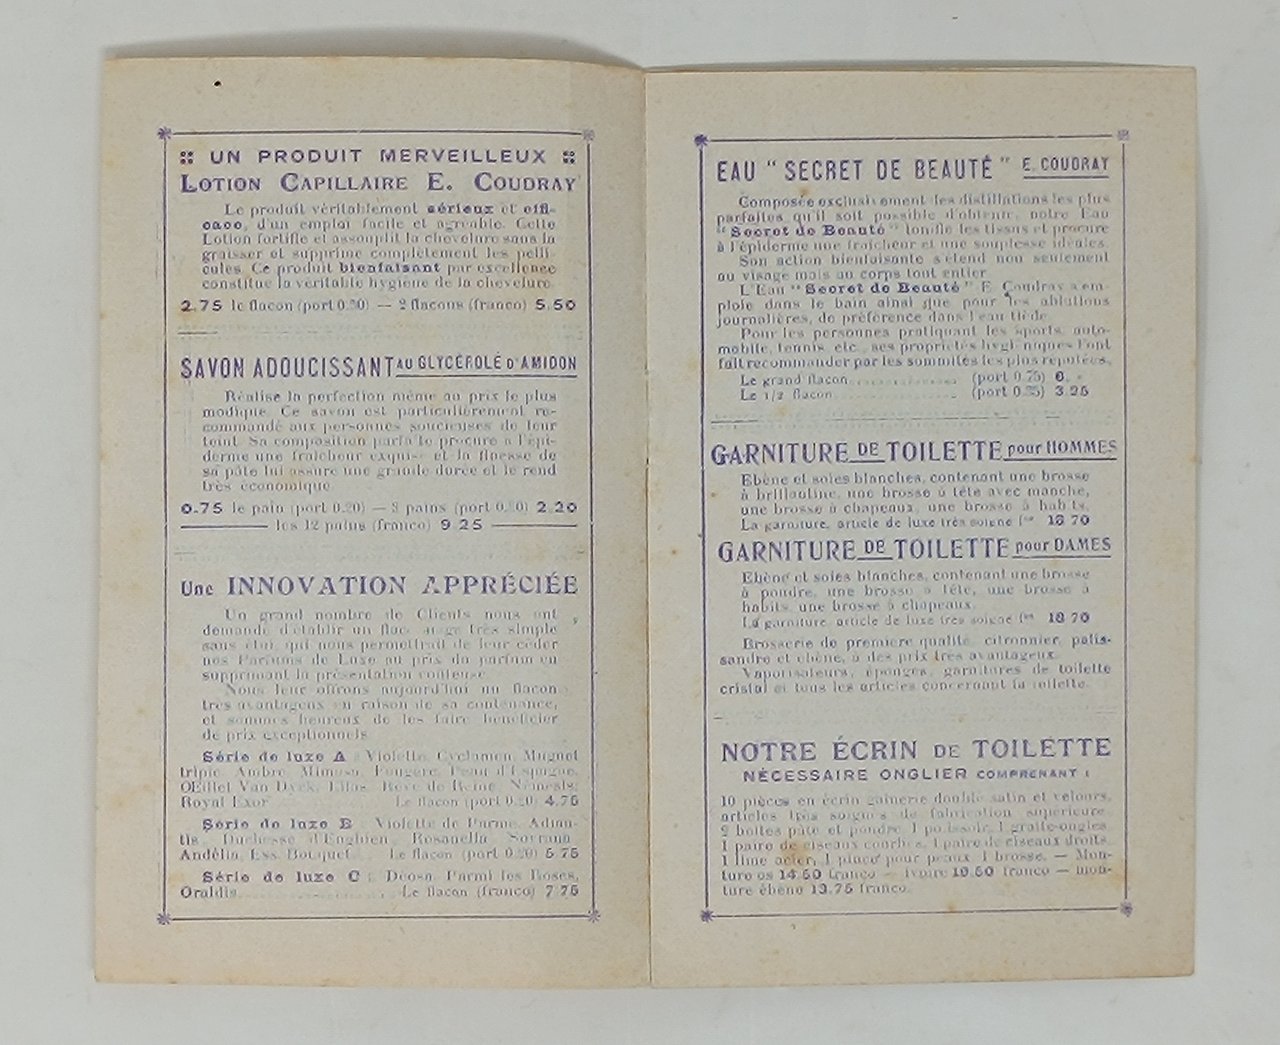 UN PRODUIT MERVEILLEUX
LOTION CAPILLAIRE E. COUDRAY
Le produit véritablement sérieux et effi-
cace, d'un emploi facile et agréable. Cette
Lotion fortifie et assouplit la chevelure sans la
graisser et supprime complètement les pelli-
cules. Ce produit bienfaisant par excellence
constitue la véritable hygiène de la chevelure.
2.75 le flacon (port 0.30) — 2 flacons (franco) 5.50
SAVON ADOUCISSANT AU GLYCÉROLÉ D'AMIDON
Réalise la perfection même au prix le plus
modique. Ce savon est particulièrement re-
commandé aux personnes soucieuses de leur
teint. Sa composition parfaite procure à l'épi-
derme une fraîcheur exquise et la finesse de
sa pâte lui assure une grande durée et le rend
très économique.
0.75 le pain (port 0.20) — 3 pains (port 0.30) 2.20
les 12 pains (franco) 9 25
Une INNOVATION APPRÉCIÉE
Un grand nombre de Clients nous ont
demandé d'établir un flaconnage très simple
sans étui, qui nous permettrait de leur céder
nos Parfums de Luxe au prix du parfum en
supprimant la présentation coûteuse.
Nous leur offrons aujourd'hui un flacon
très avantageux en raison de sa contenance,
et sommes heureux de les faire bénéficier
de prix exceptionnels.
Série de luxe A : Violette, Cyclamen, Muguet
triple, Ambre, Mimosa, Fougère, Peau d'Espagne,
Œillet Van Dyck, Lilas, Rêve de Reine, Némésis,
Royal Exor Le flacon (port 0.20) 4.75
Série de luxe B : Violette de Parme, Adian-
tis, Duchesse d'Enghien, Rosanella, Sovrana,
Andélia, Ess. Bouquet Le flacon (port 0.20) 5.75
Série de luxe C : Déosa, Parmi les Roses,
Oraldis Le flacon (franco) 7.75
EAU " SECRET DE BEAUTÉ " E. COUDRAY
Composée exclusivement des distillations les plus
parfaites qu'il soit possible d'obtenir, notre Eau
" Secret de Beauté " tonifie les tissus et procure
à l'épiderme une fraîcheur et une souplesse idéales.
Son action bienfaisante s'étend non seulement
au visage mais au corps tout entier.
L'Eau " Secret de Beauté " E. Coudray s'em-
ploie dans le bain ainsi que pour les ablutions
journalières, de préférence dans l'eau tiède.
Pour les personnes pratiquant les sports, auto-
mobile, tennis, etc., ses propriétés hygiéniques l'ont
fait recommander par les sommités les plus réputées.
Le grand flacon (port 0.75) 6. »
Le 1/2 flacon (port 0.35) 3.25
GARNITURE DE TOILETTE pour HOMMES
Ebène et soies blanches, contenant une brosse
à brillantine, une brosse à tête avec manche,
une brosse à chapeaux, une brosse à habits.
La garniture, article de luxe très soigné fco 18 70
GARNITURE DE TOILETTE pour DAMES
Ebène et soies blanches, contenant une brosse
à poudre, une brosse à tête, une brosse à
habits, une brosse à chapeaux.
La garniture, article de luxe très soigné fco 18 70
Brosserie de première qualité, citronnier, palis-
sandre et ébène, à des prix très avantageux.
Vaporisateurs, éponges, garnitures de toilette
cristal et tous les articles concernant la toilette.
NOTRE ÉCRIN DE TOILETTE
NÉCESSAIRE ONGLIER COMPRENANT :
10 pièces en écrin gainerie doublé satin et velours,
articles très soignés de fabrication supérieure.
2 boîtes pâte et poudre, 1 polissoir, 1 gratte-ongles,
1 paire de ciseaux courbes, 1 paire de ciseaux droits,
1 lime acier, 1 pince pour peaux, 1 brosse. — Mon-
ture os 14.50 franco — ivoire 19.50 franco — mon-
ture ébène 13.75 franco.